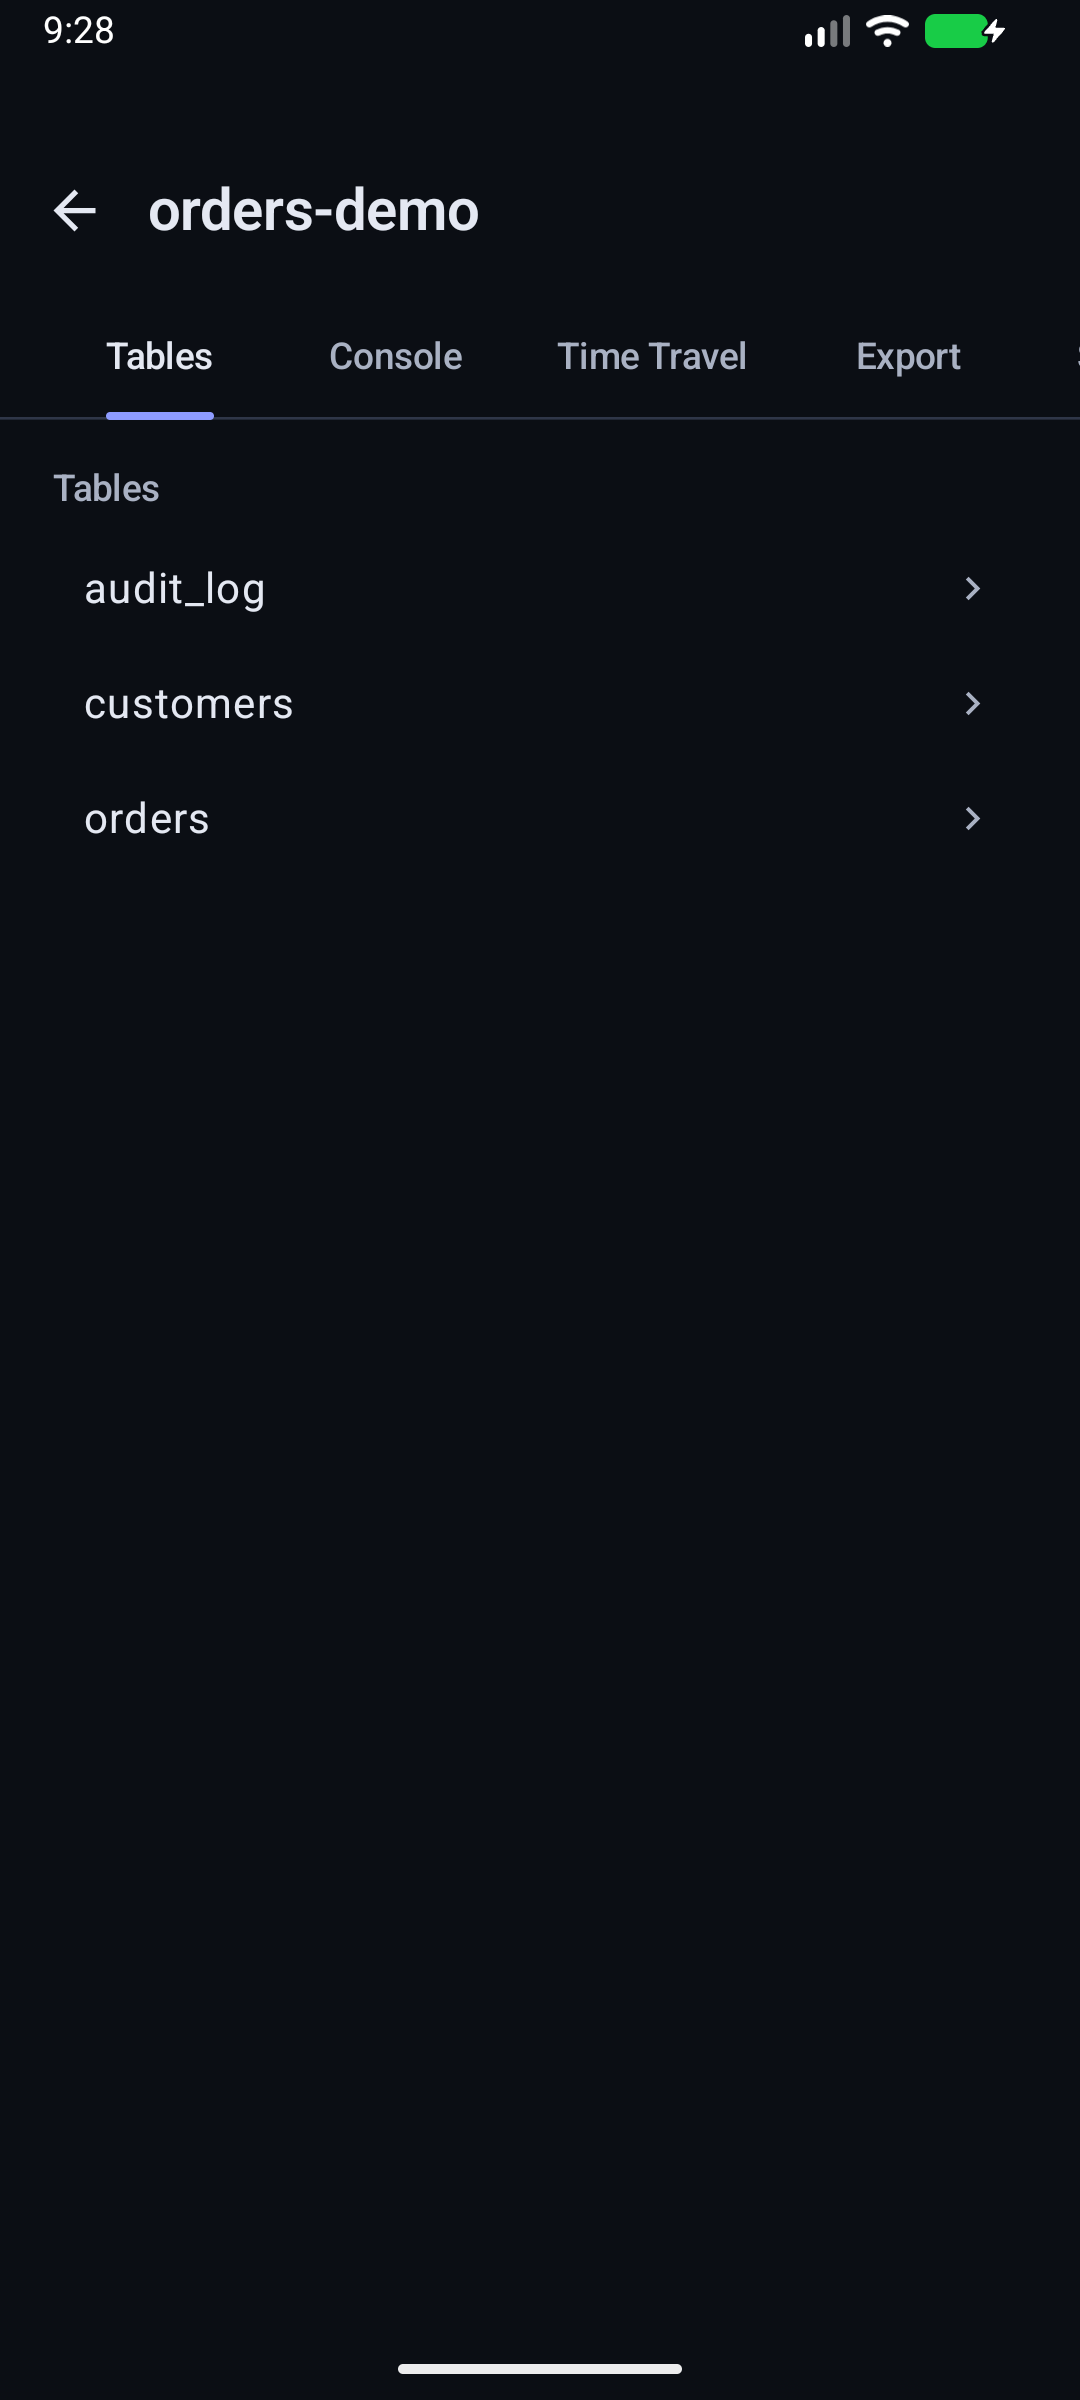 9:28
orders-demo
Tables Console Time Travel Export
Tables
audit_log
customers
orders